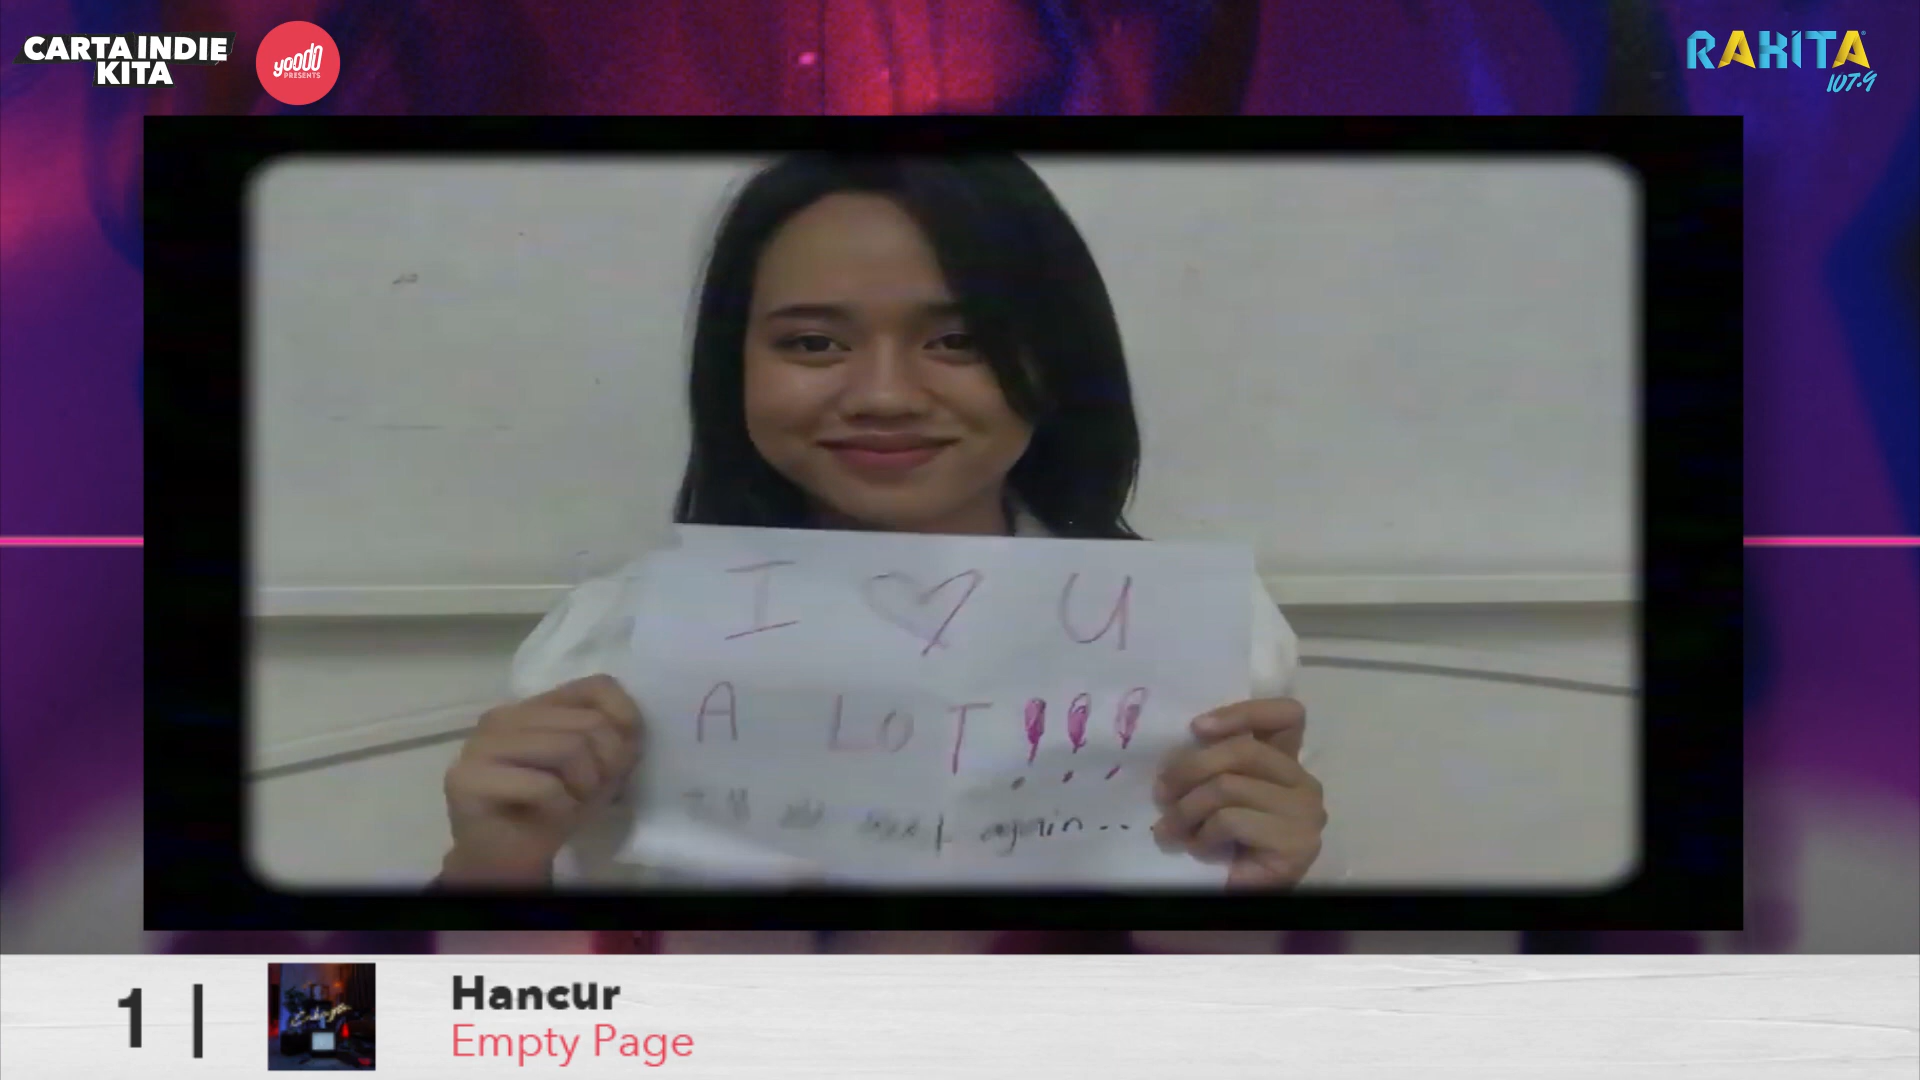 CARTA INDIE
KITA
yoodo
PRESENTS
RAKITA
107.9
I ♡ U
A LOT!!!
again...
1 |
Hancur
Empty Page